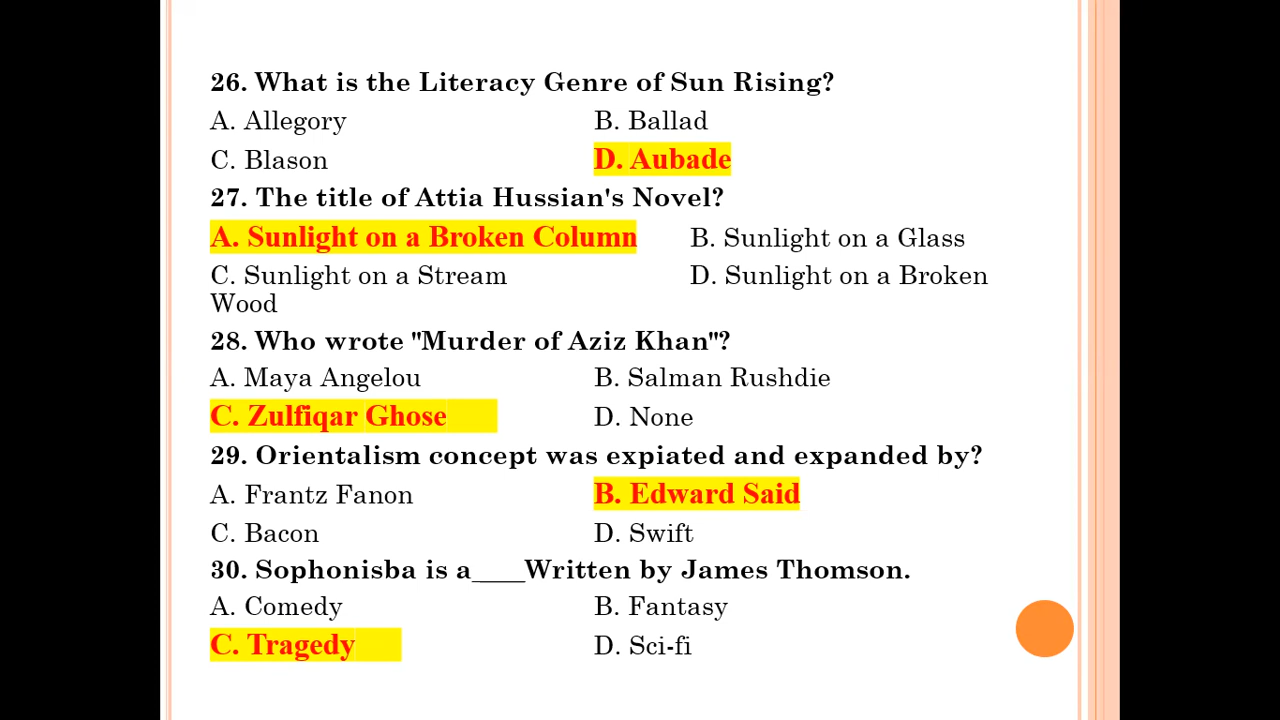 26. What is the Literacy Genre of Sun Rising?
A. Allegory B. Ballad
C. Blason D. Aubade
27. The title of Attia Hussian's Novel?
A. Sunlight on a Broken Column B. Sunlight on a Glass
C. Sunlight on a Stream D. Sunlight on a Broken
Wood
28. Who wrote "Murder of Aziz Khan"?
A. Maya Angelou B. Salman Rushdie
C. Zulfiqar Ghose D. None
29. Orientalism concept was expiated and expanded by?
A. Frantz Fanon B. Edward Said
C. Bacon D. Swift
30. Sophonisba is a___Written by James Thomson.
A. Comedy B. Fantasy
C. Tragedy D. Sci-fi